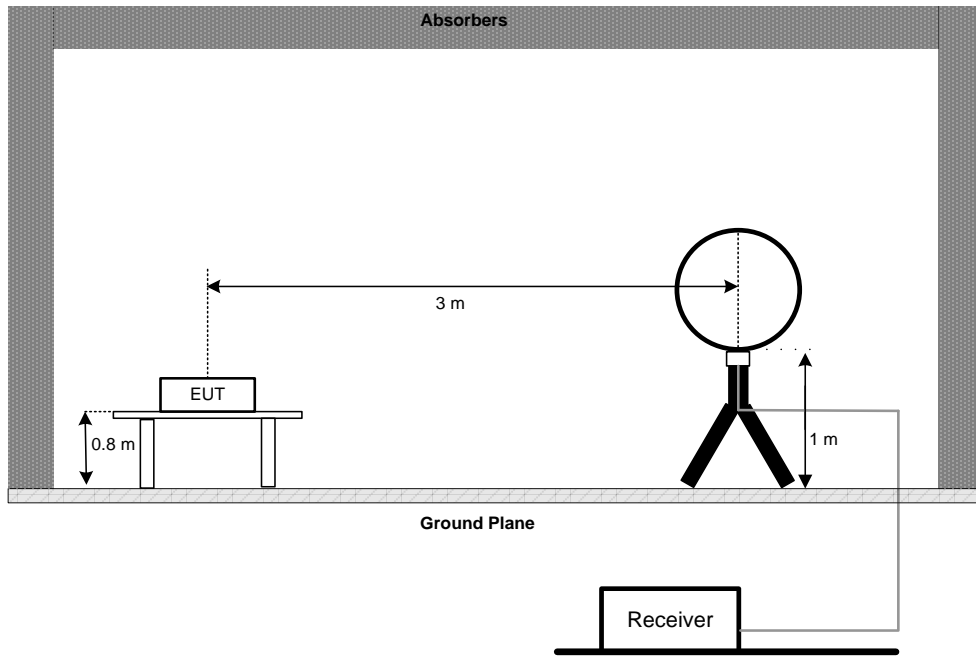 Absorbers
3 m
EUT
0.8 m
1 m
Ground Plane
Receiver